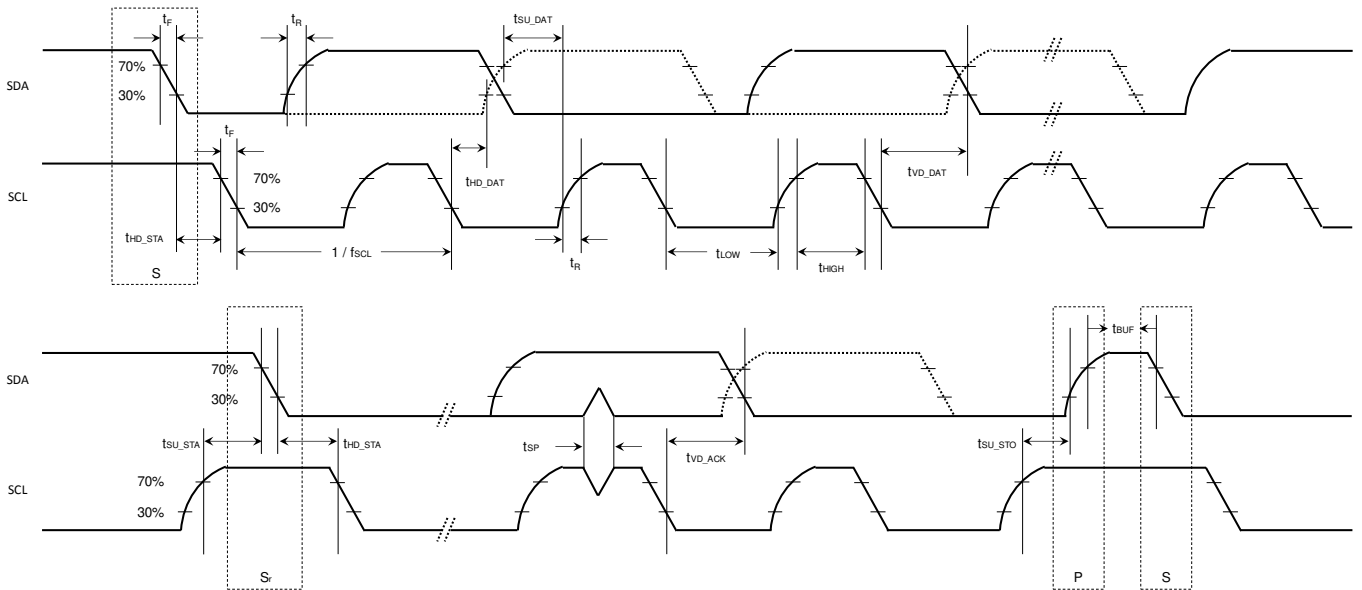 tF
tR
tSU_DAT
SDA
70%
30%
tF
tHD_DAT
tVD_DAT
SCL
70%
30%
tHD_STA
1 / fSCL
tR
tLOW
tHIGH
S
tBUF
SDA
70%
30%
tSU_STA
tHD_STA
tSP
tVD_ACK
tSU_STO
SCL
70%
30%
Sr
P
S